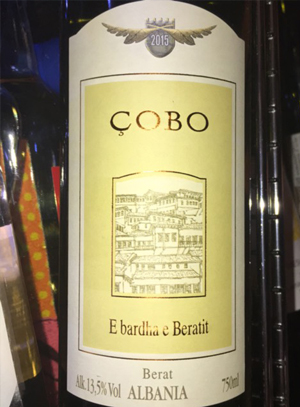 2015
ÇOBO
E bardha e Beratit
Berat
Alk.13,5%Vol ALBANIA 750ml